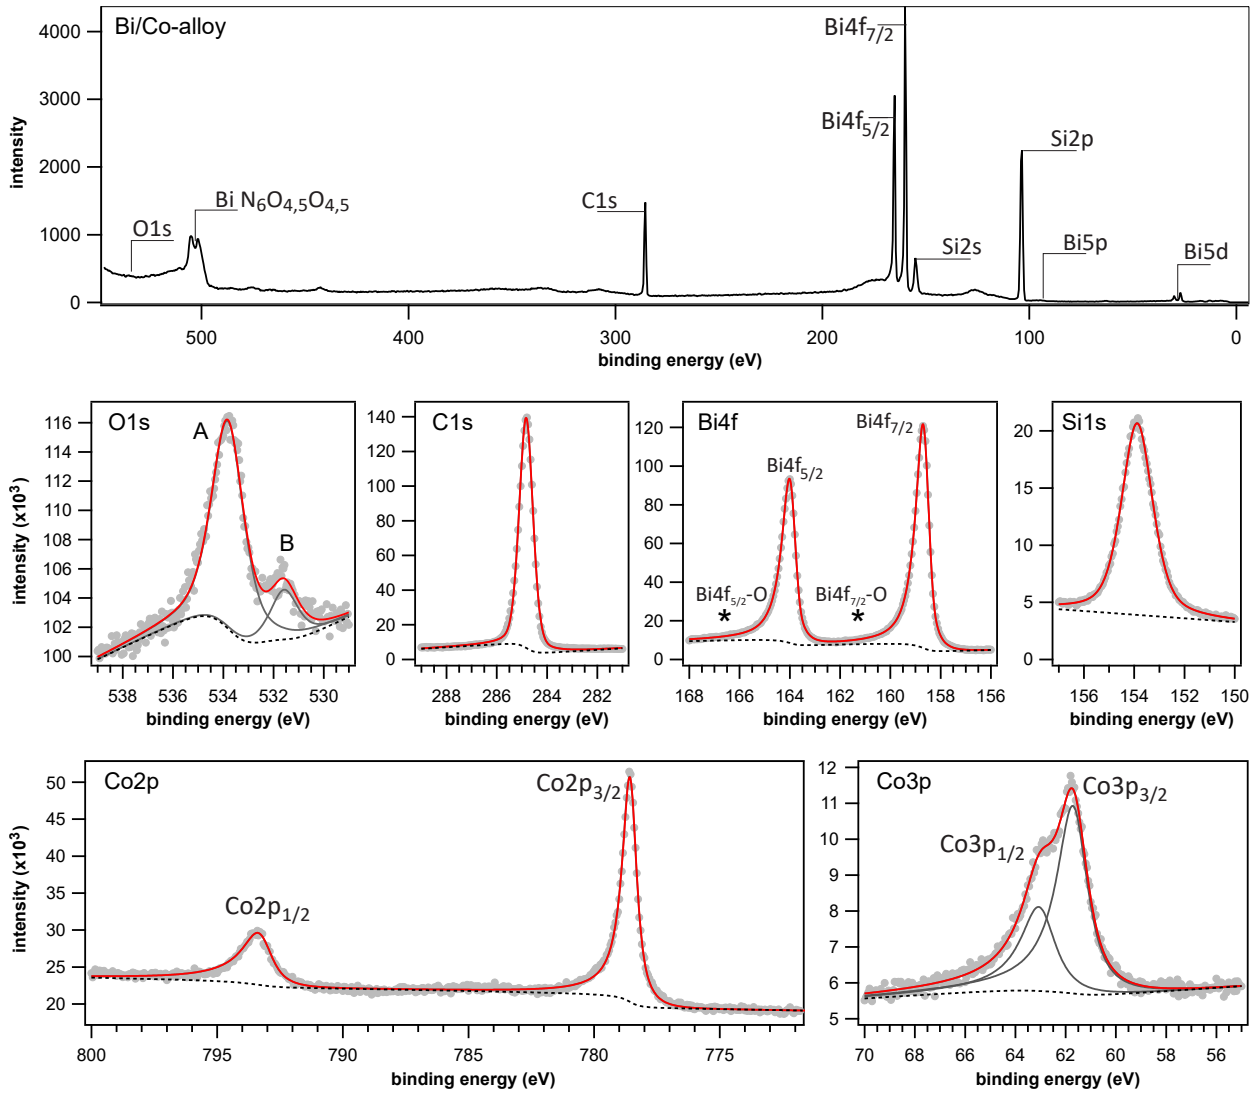 Bi/Co-alloy
intensity
4000
3000
2000
1000
0
O1s
Bi N6O4,5O4,5
C1s
Bi4f7/2
Bi4f5/2
Si2s
Si2p
Bi5p
Bi5d
500 400 300 200 100 0
binding energy (eV)
O1s
A
B
intensity (x10³)
116
114
112
110
108
106
104
102
100
538 536 534 532 530
binding energy (eV)
C1s
140
120
100
80
60
40
20
0
288 286 284 282
binding energy (eV)
Bi4f
Bi4f7/2
Bi4f5/2
Bi4f5/2-O
*
Bi4f7/2-O
*
120
100
80
60
40
20
0
168 166 164 162 160 158 156
binding energy (eV)
Si1s
20
15
10
5
0
156 154 152 150
binding energy (eV)
Co2p
Co2p3/2
Co2p1/2
intensity (x10³)
50
45
40
35
30
25
20
800 795 790 785 780 775
binding energy (eV)
Co3p
Co3p3/2
Co3p1/2
12
11
10
9
8
7
6
5
70 68 66 64 62 60 58 56
binding energy (eV)